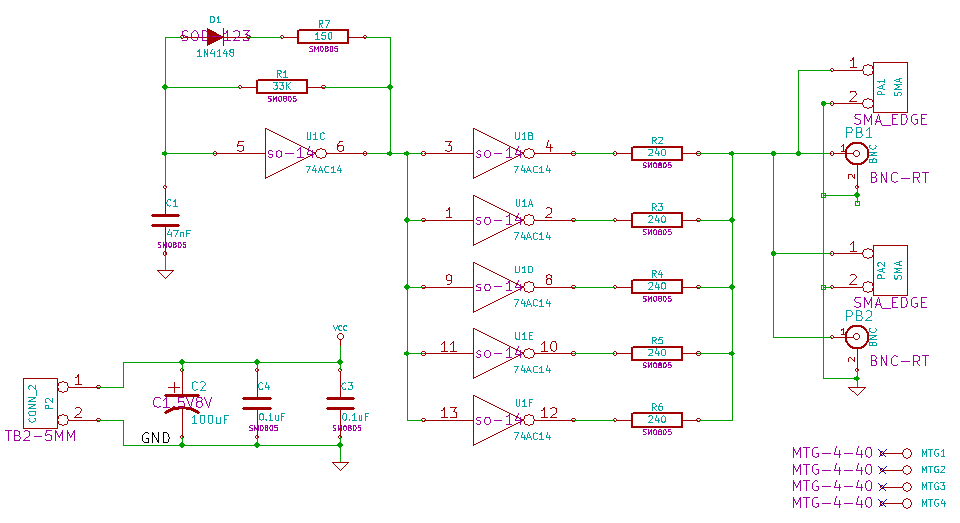 D1
SOD-123
1N4148
R7
150
SM0805
R1
33K
SM0805
U1C
5
so-14
6
74AC14
C1
47nF
SM0805
U1B
3
so-14
4
74AC14
R2
240
SM0805
U1A
1
so-14
2
74AC14
R3
240
SM0805
U1D
9
so-14
8
74AC14
R4
240
SM0805
U1E
11
so-14
10
74AC14
R5
240
SM0805
U1F
13
so-14
12
74AC14
R6
240
SM0805
1
2
PA1
SMA
SMA_EDGE
PB1
1
BNC
2
BNC-RT
1
2
PA2
SMA
SMA_EDGE
PB2
1
BNC
2
BNC-RT
VCC
CONN_2
P2
1
2
TB2-5MM
GND
C2
C1.5V8V
100uF
C4
0.1uF
SM0805
C3
0.1uF
SM0805
MTG-4-40 MTG1
MTG-4-40 MTG2
MTG-4-40 MTG3
MTG-4-40 MTG4